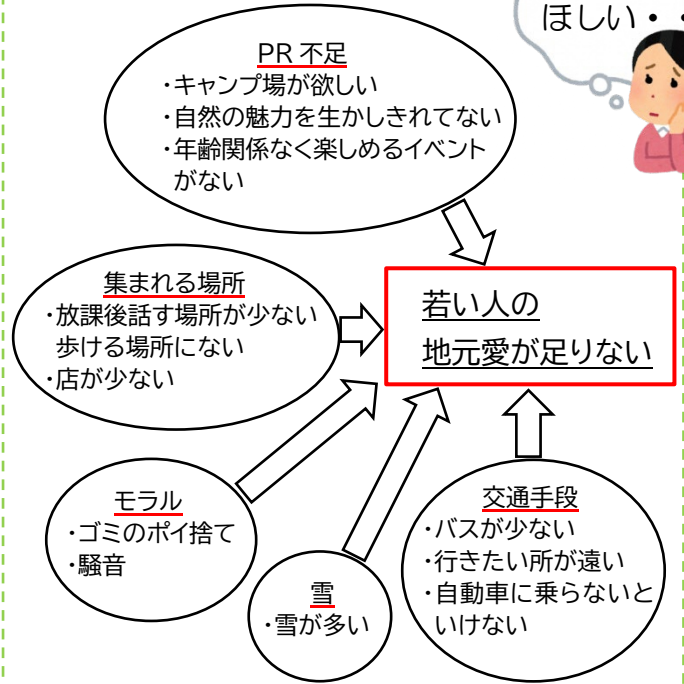 ほしい・・
PR 不足
・キャンプ場が欲しい
・自然の魅力を生かしきれてない
・年齢関係なく楽しめるイベント
がない
集まれる場所
・放課後話す場所が少ない
歩ける場所にない
・店が少ない
若い人の
地元愛が足りない
モラル
・ゴミのポイ捨て
・騒音
雪
・雪が多い
交通手段
・バスが少ない
・行きたい所が遠い
・自動車に乗らないと
いけない